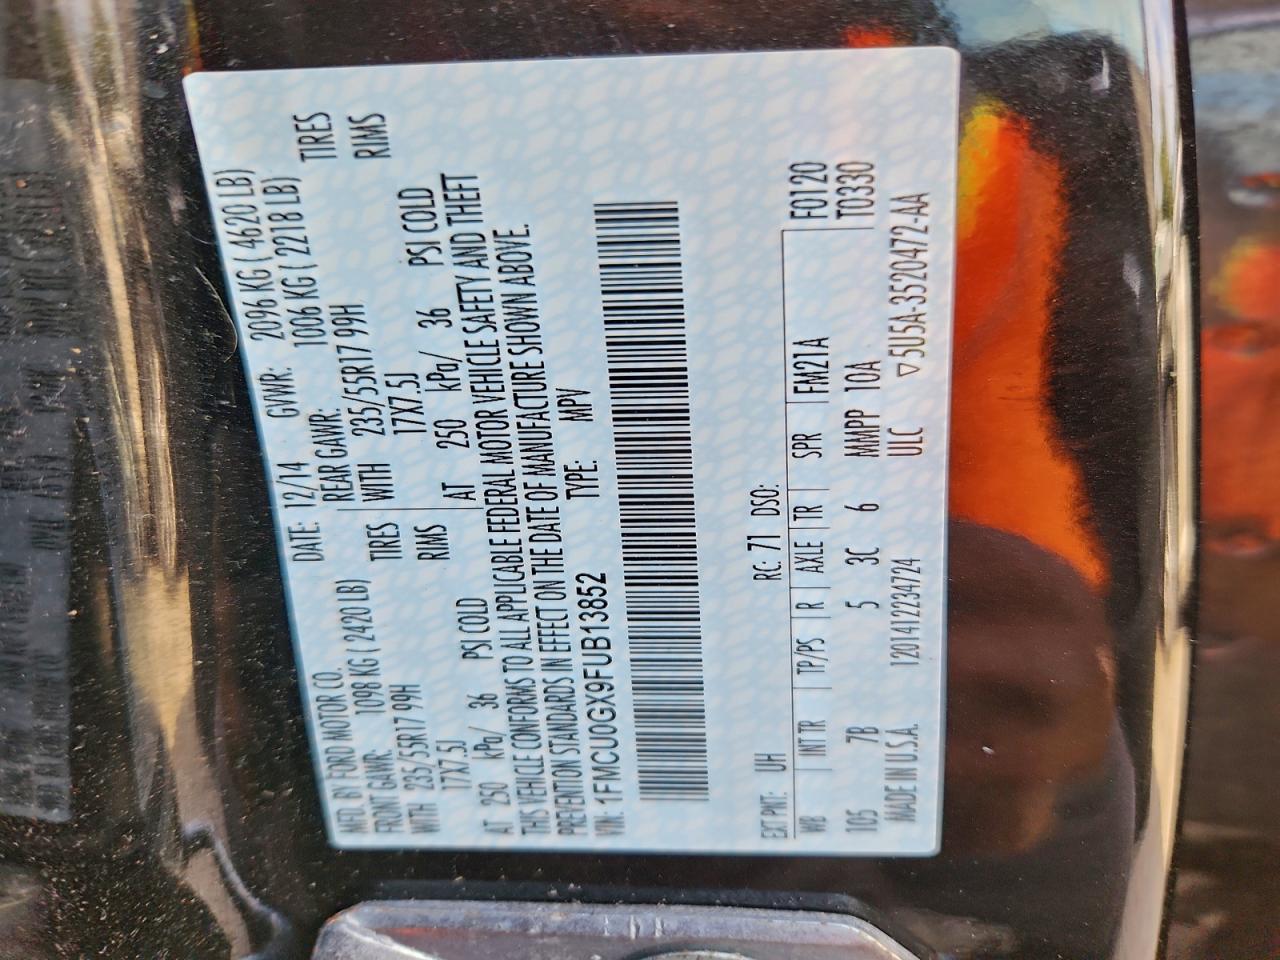 MFD. BY FORD MOTOR CO. DATE: 12/14 GVWR: 2096 KG ( 4620 LB)
FRONT GAWR: 1098 KG ( 2420 LB) REAR GAWR: 1006 KG ( 2218 LB)
WITH 235/55R17 99H TIRES WITH 235/55R17 99H TIRES
17X7.5J RIMS 17X7.5J RIMS
AT 250 kPa/ 36 PSI COLD AT 250 kPa/ 36 PSI COLD
THIS VEHICLE CONFORMS TO ALL APPLICABLE FEDERAL MOTOR VEHICLE SAFETY AND THEFT
PREVENTION STANDARDS IN EFFECT ON THE DATE OF MANUFACTURE SHOWN ABOVE.
VIN: 1FMCU0GX9FUB13852 TYPE: MPV
EXT PNT: UH RC: 71 DSO:
WB INT TR TP/PS R AXLE TR SPR FM21A F0120
105 7B 5 3C 6 MMPP 10A T0330
MADE IN U.S.A. 1201412234724 ULC ▽5U5A-3520472-AA